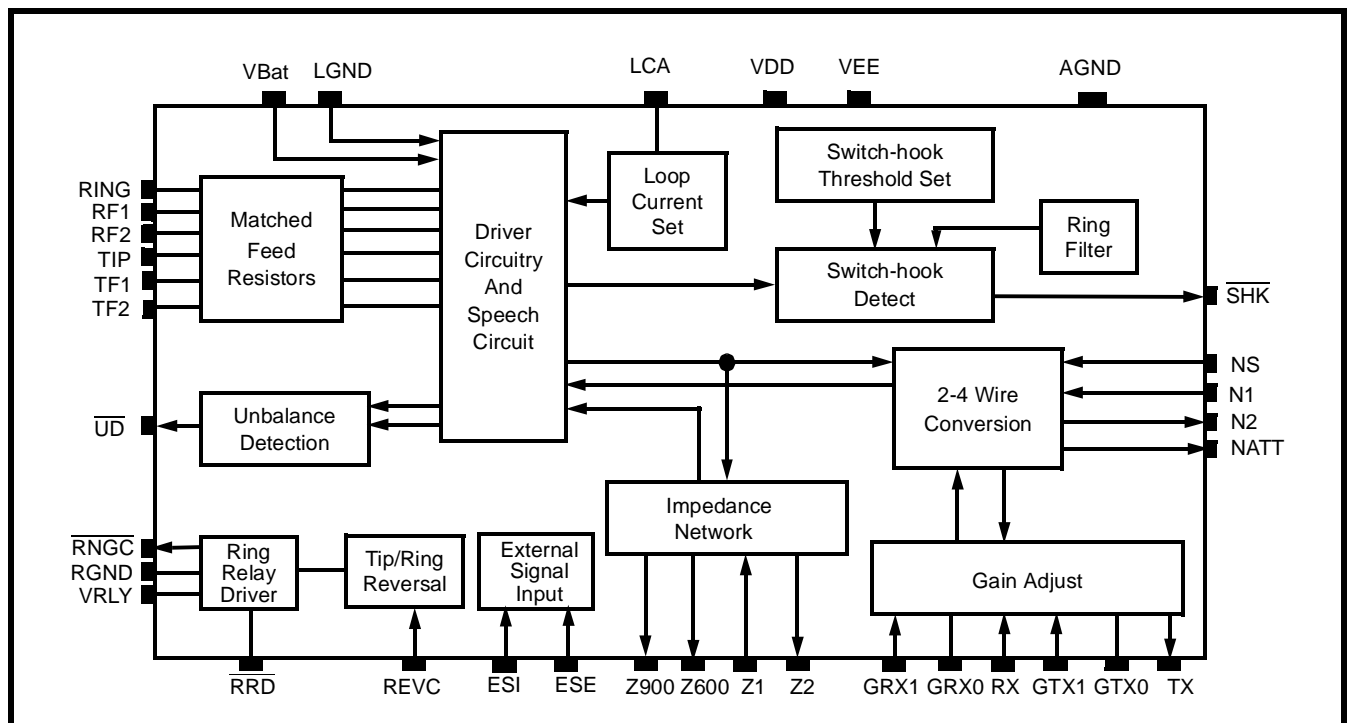 VBat
LGND
LCA
VDD
VEE
AGND
RING
RF1
RF2
TIP
TF1
TF2
Matched
Feed
Resistors
Driver
Circuitry
And
Speech
Circuit
Loop
Current
Set
Switch-hook
Threshold Set
Ring
Filter
Switch-hook
Detect
SHK
NS
N1
N2
NATT
2-4 Wire
Conversion
UD
Unbalance
Detection
Impedance
Network
RNGC
RGND
VRLY
Ring
Relay
Driver
Tip/Ring
Reversal
External
Signal
Input
Gain Adjust
RRD
REVC
ESI
ESE
Z900
Z600
Z1
Z2
GRX1
GRX0
RX
GTX1
GTX0
TX